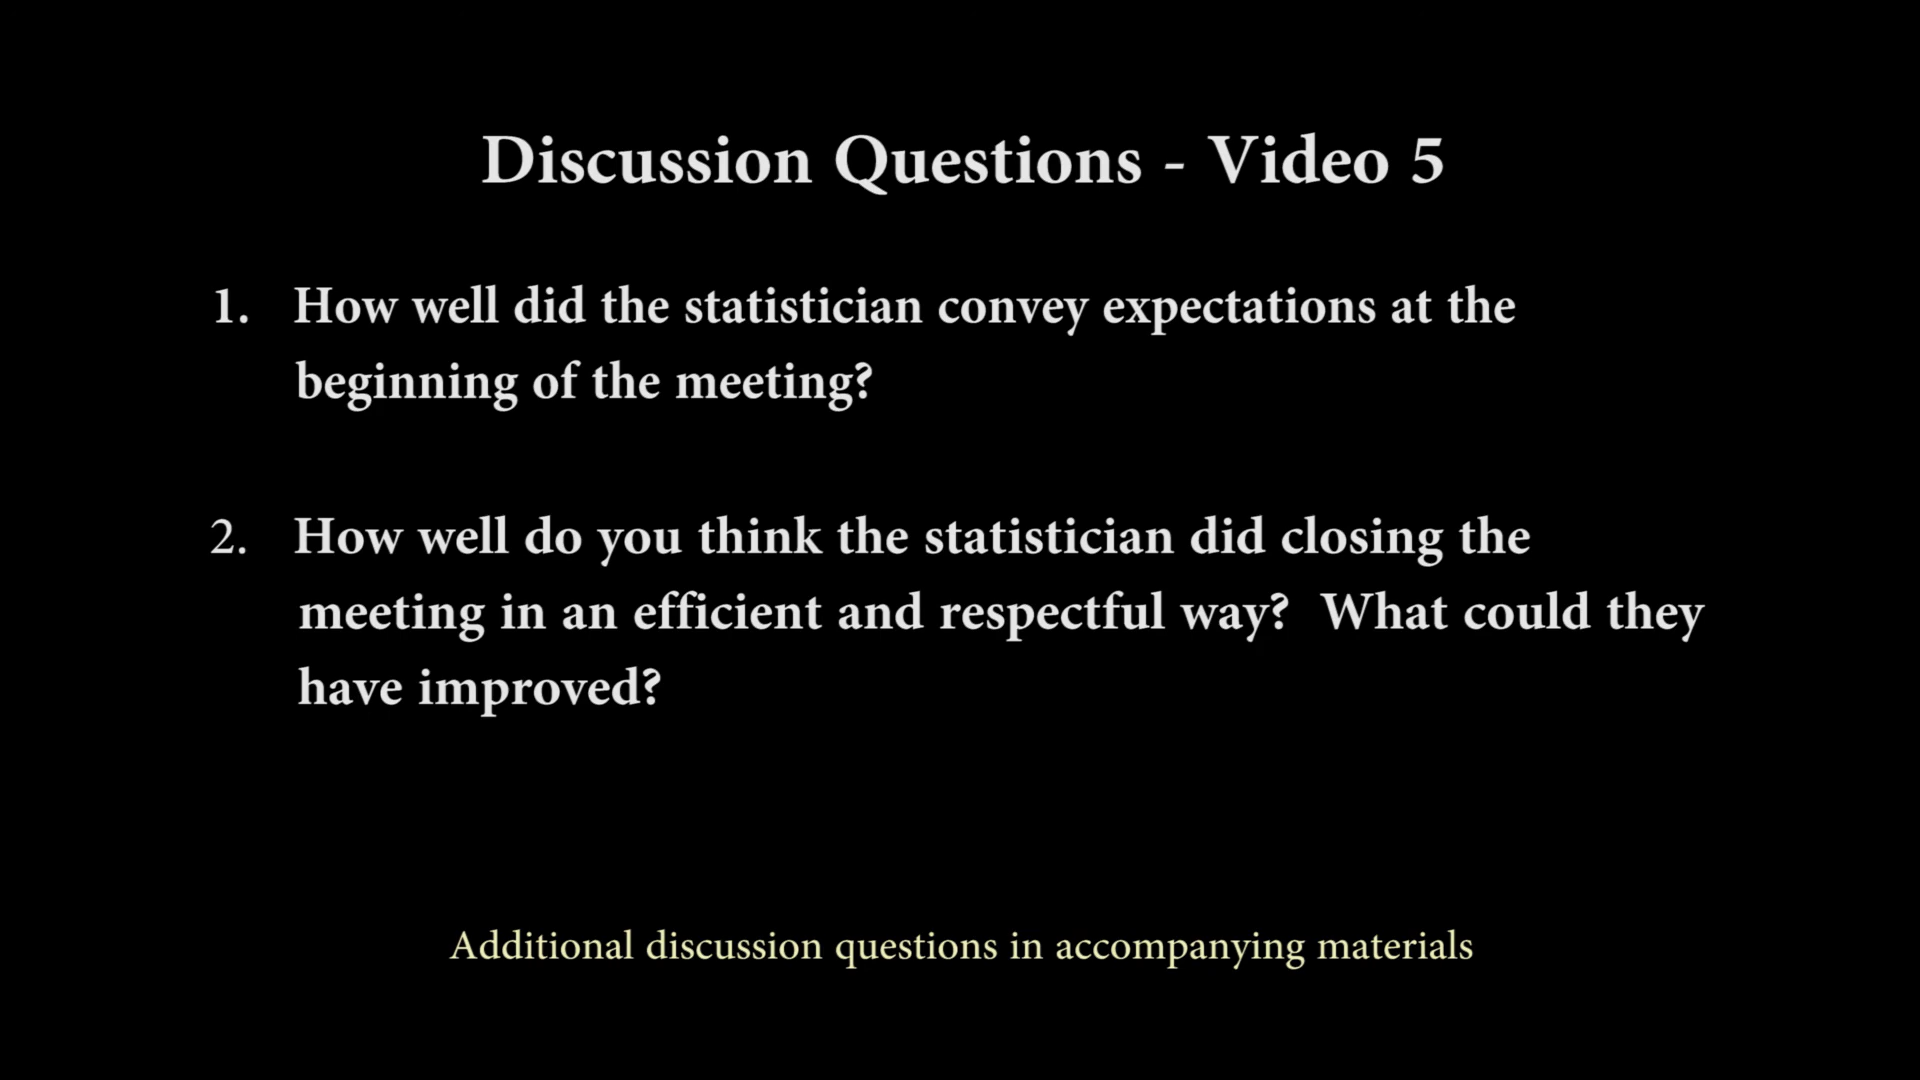 Discussion Questions - Video 5
1. How well did the statistician convey expectations at the
beginning of the meeting?
2. How well do you think the statistician did closing the
meeting in an efficient and respectful way?  What could they
have improved?
Additional discussion questions in accompanying materials